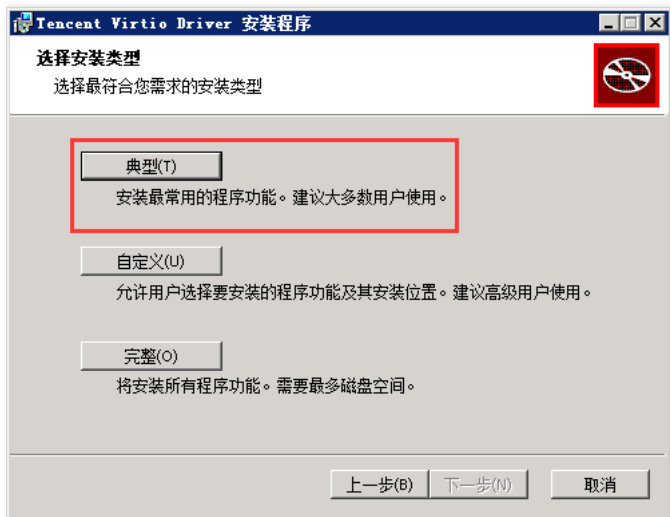 Tencent Virtio Driver 安装程序
选择安装类型
选择最符合您需求的安装类型
典型(T)
安装最常用的程序功能。建议大多数用户使用。
自定义(U)
允许用户选择要安装的程序功能及其安装位置。建议高级用户使用。
完整(O)
将安装所有程序功能。需要最多磁盘空间。
上一步(B) 下一步(N) 取消